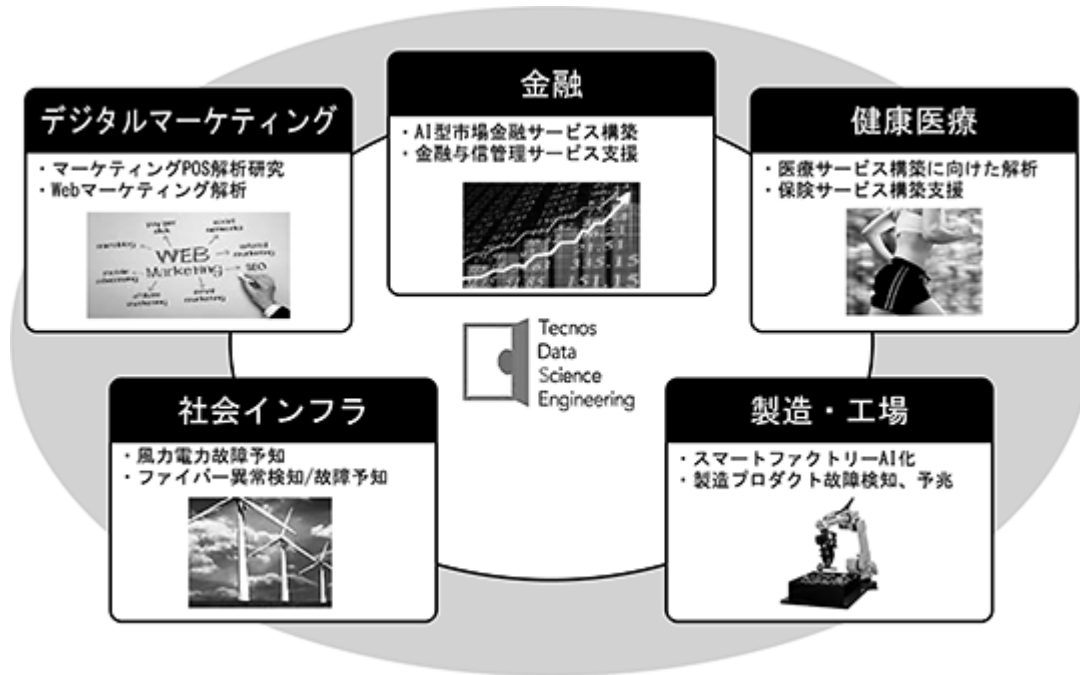 金融
・AI型市場金融サービス構築
・金融与信管理サービス支援
デジタルマーケティング
・マーケティングPOS解析研究
・Webマーケティング解析
WEB
Marketing
SEO
健康医療
・医療サービス構築に向けた解析
・保険サービス構築支援
Tecnos
Data
Science
Engineering
社会インフラ
・風力電力故障予知
・ファイバー異常検知/故障予知
製造・工場
・スマートファクトリーAI化
・製造プロダクト故障検知、予兆